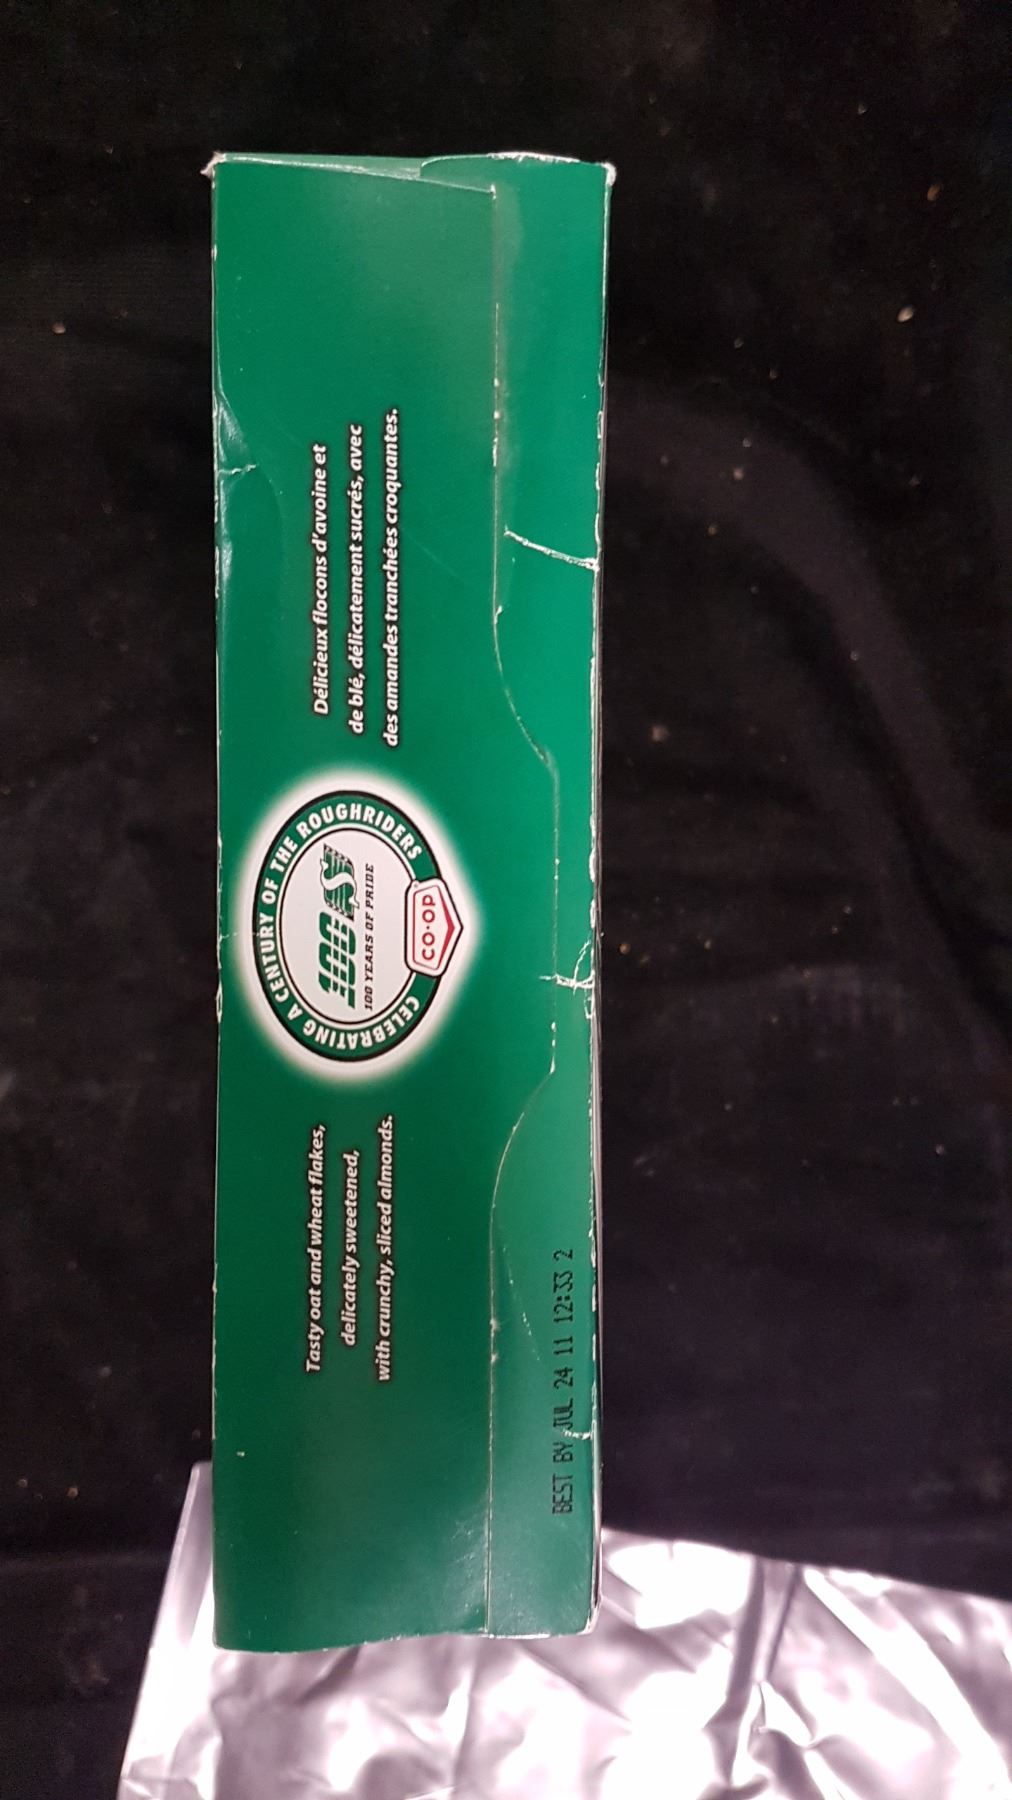 Tasty oat and wheat flakes,
delicately sweetened,
with crunchy, sliced almonds.
CELEBRATING A CENTURY OF THE ROUGHRIDERS
100 S
100 YEARS OF PRIDE
CO·OP
Délicieux flocons d'avoine et
de blé, délicatement sucrés, avec
des amandes tranchées croquantes.
BEST BY JUL 24 11 12:33 2